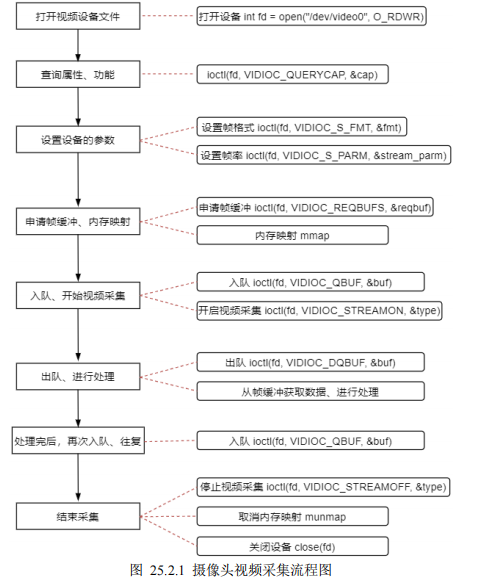 打开视频设备文件
打开设备 int fd = open("/dev/video0", O_RDWR)
查询属性、功能
ioctl(fd, VIDIOC_QUERYCAP, &cap)
设置设备的参数
设置帧格式 ioctl(fd, VIDIOC_S_FMT, &fmt)
设置帧率 ioctl(fd, VIDIOC_S_PARM, &stream_parm)
申请帧缓冲、内存映射
申请帧缓冲 ioctl(fd, VIDIOC_REQBUFS, &reqbuf)
内存映射 mmap
入队、开始视频采集
入队 ioctl(fd, VIDIOC_QBUF, &buf)
开启视频采集 ioctl(fd, VIDIOC_STREAMON, &type)
出队、进行处理
出队 ioctl(fd, VIDIOC_DQBUF, &buf)
从帧缓冲获取数据、进行处理
处理完后，再次入队、往复
入队 ioctl(fd, VIDIOC_QBUF, &buf)
结束采集
停止视频采集 ioctl(fd, VIDIOC_STREAMOFF, &type)
取消内存映射 munmap
关闭设备 close(fd)
图 25.2.1 摄像头视频采集流程图